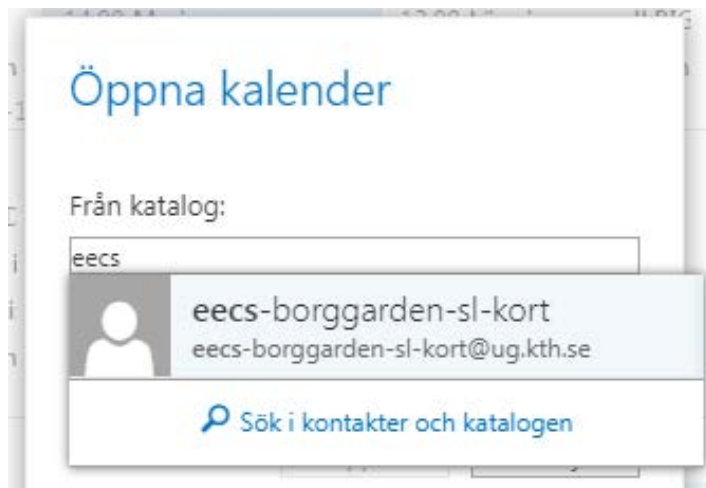 Öppna kalender
Från katalog:
eecs
eecs-borggarden-sl-kort
eecs-borggarden-sl-kort@ug.kth.se
Sök i kontakter och katalogen